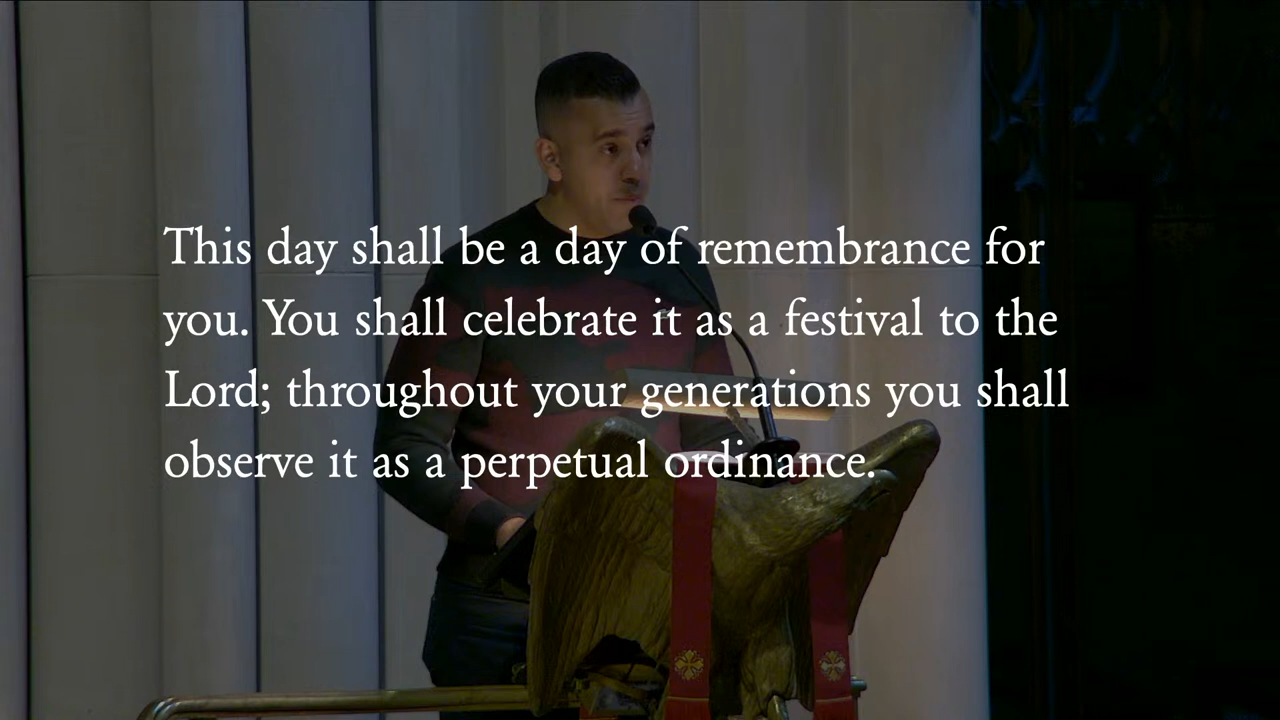 This day shall be a day of remembrance for
you. You shall celebrate it as a festival to the
Lord; throughout your generations you shall
observe it as a perpetual ordinance.